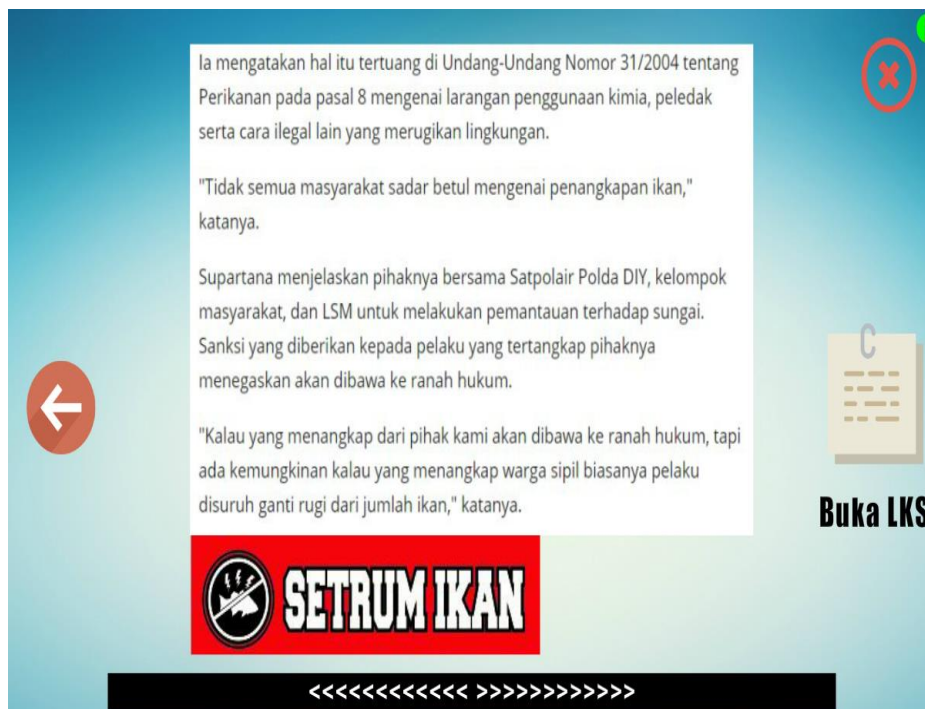 Ia mengatakan hal itu tertuang di Undang-Undang Nomor 31/2004 tentang
Perikanan pada pasal 8 mengenai larangan penggunaan kimia, peledak
serta cara ilegal lain yang merugikan lingkungan.
"Tidak semua masyarakat sadar betul mengenai penangkapan ikan,"
katanya.
Supartana menjelaskan pihaknya bersama Satpolair Polda DIY, kelompok
masyarakat, dan LSM untuk melakukan pemantauan terhadap sungai.
Sanksi yang diberikan kepada pelaku yang tertangkap pihaknya
menegaskan akan dibawa ke ranah hukum.
"Kalau yang menangkap dari pihak kami akan dibawa ke ranah hukum, tapi
ada kemungkinan kalau yang menangkap warga sipil biasanya pelaku
disuruh ganti rugi dari jumlah ikan," katanya.
Buka LKS
SETRUM IKAN
<<<<<<<<<<<< >>>>>>>>>>>>